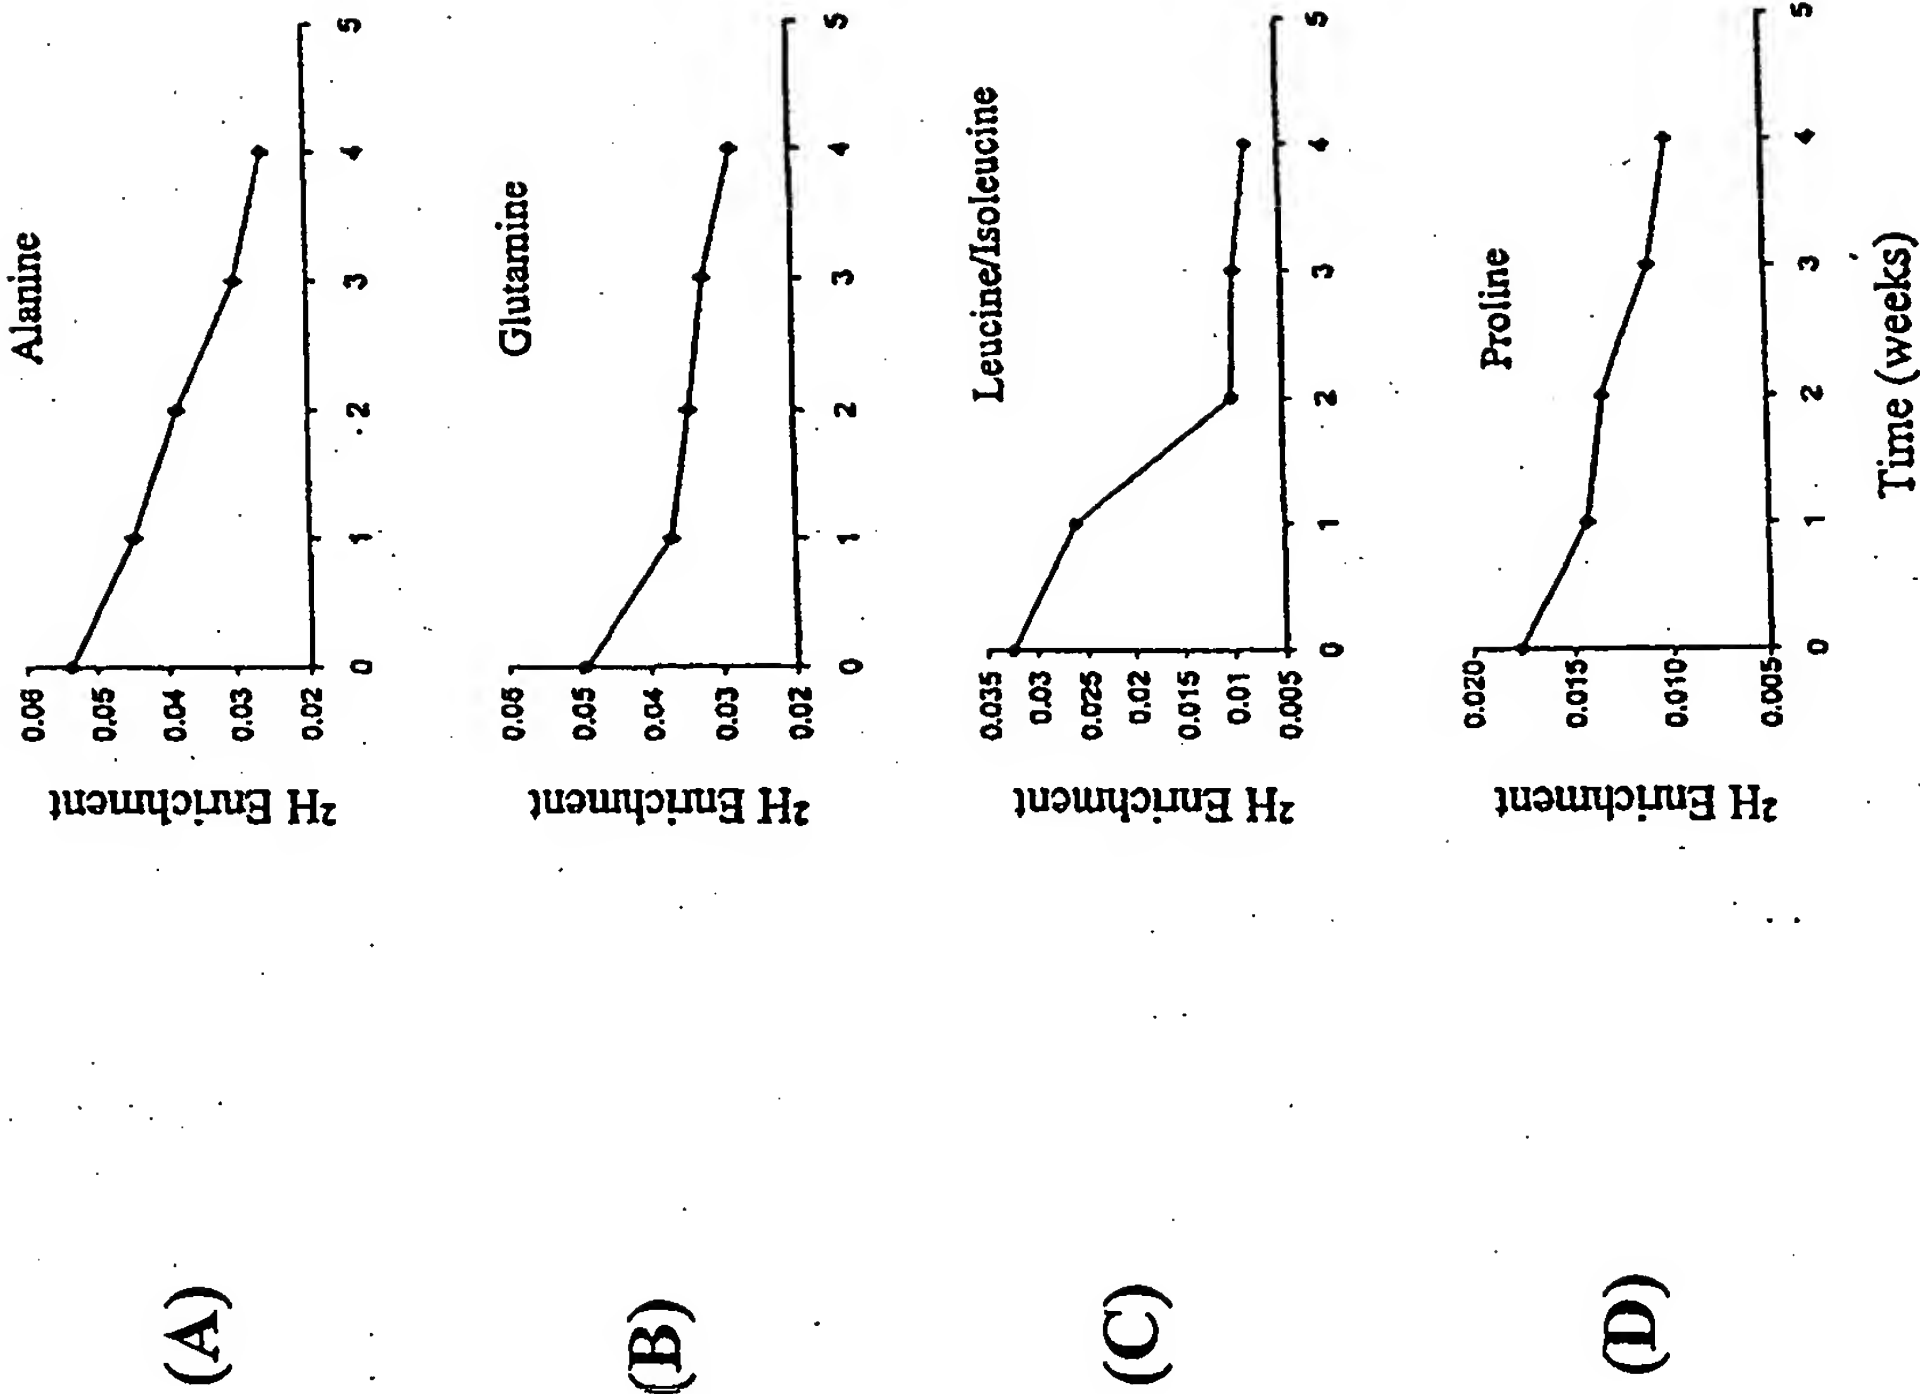 (A)
Alanine
²H Enrichment
0.06
0.05
0.04
0.03
0.02
0 1 2 3 4 5
(B)
Glutamine
²H Enrichment
0.06
0.05
0.04
0.03
0.02
0 1 2 3 4 5
(C)
Leucine/Isoleucine
²H Enrichment
0.035
0.03
0.025
0.02
0.015
0.01
0.005
0 1 2 3 4 5
(D)
Proline
²H Enrichment
0.020
0.015
0.010
0.005
0 1 2 3 4 5
Time (weeks)